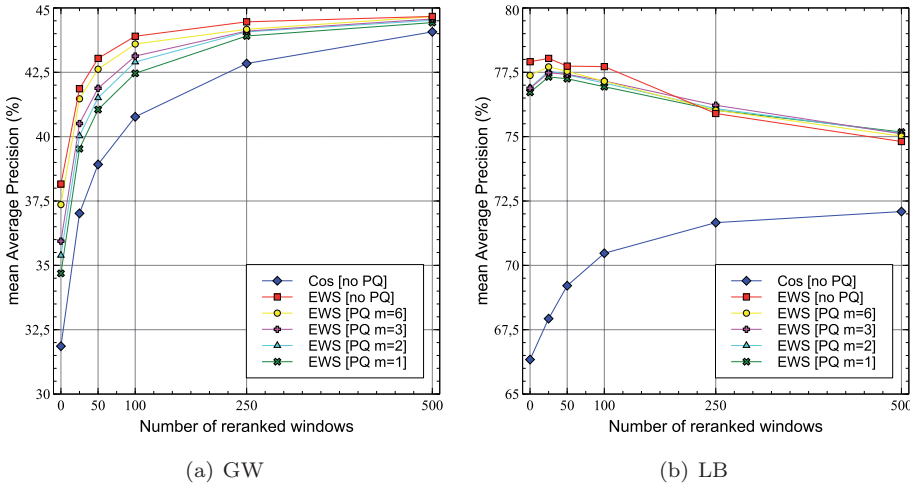 45
42.5
40
37.5
35
32.5
30
mean Average Precision (%)
0
50
100
250
500
Number of reranked windows
Cos [no PQ]
EWS [no PQ]
EWS [PQ m=6]
EWS [PQ m=3]
EWS [PQ m=2]
EWS [PQ m=1]
(a) GW
80
77.5
75
72.5
70
67.5
65
mean Average Precision (%)
0
50
100
250
500
Number of reranked windows
Cos [no PQ]
EWS [no PQ]
EWS [PQ m=6]
EWS [PQ m=3]
EWS [PQ m=2]
EWS [PQ m=1]
(b) LB